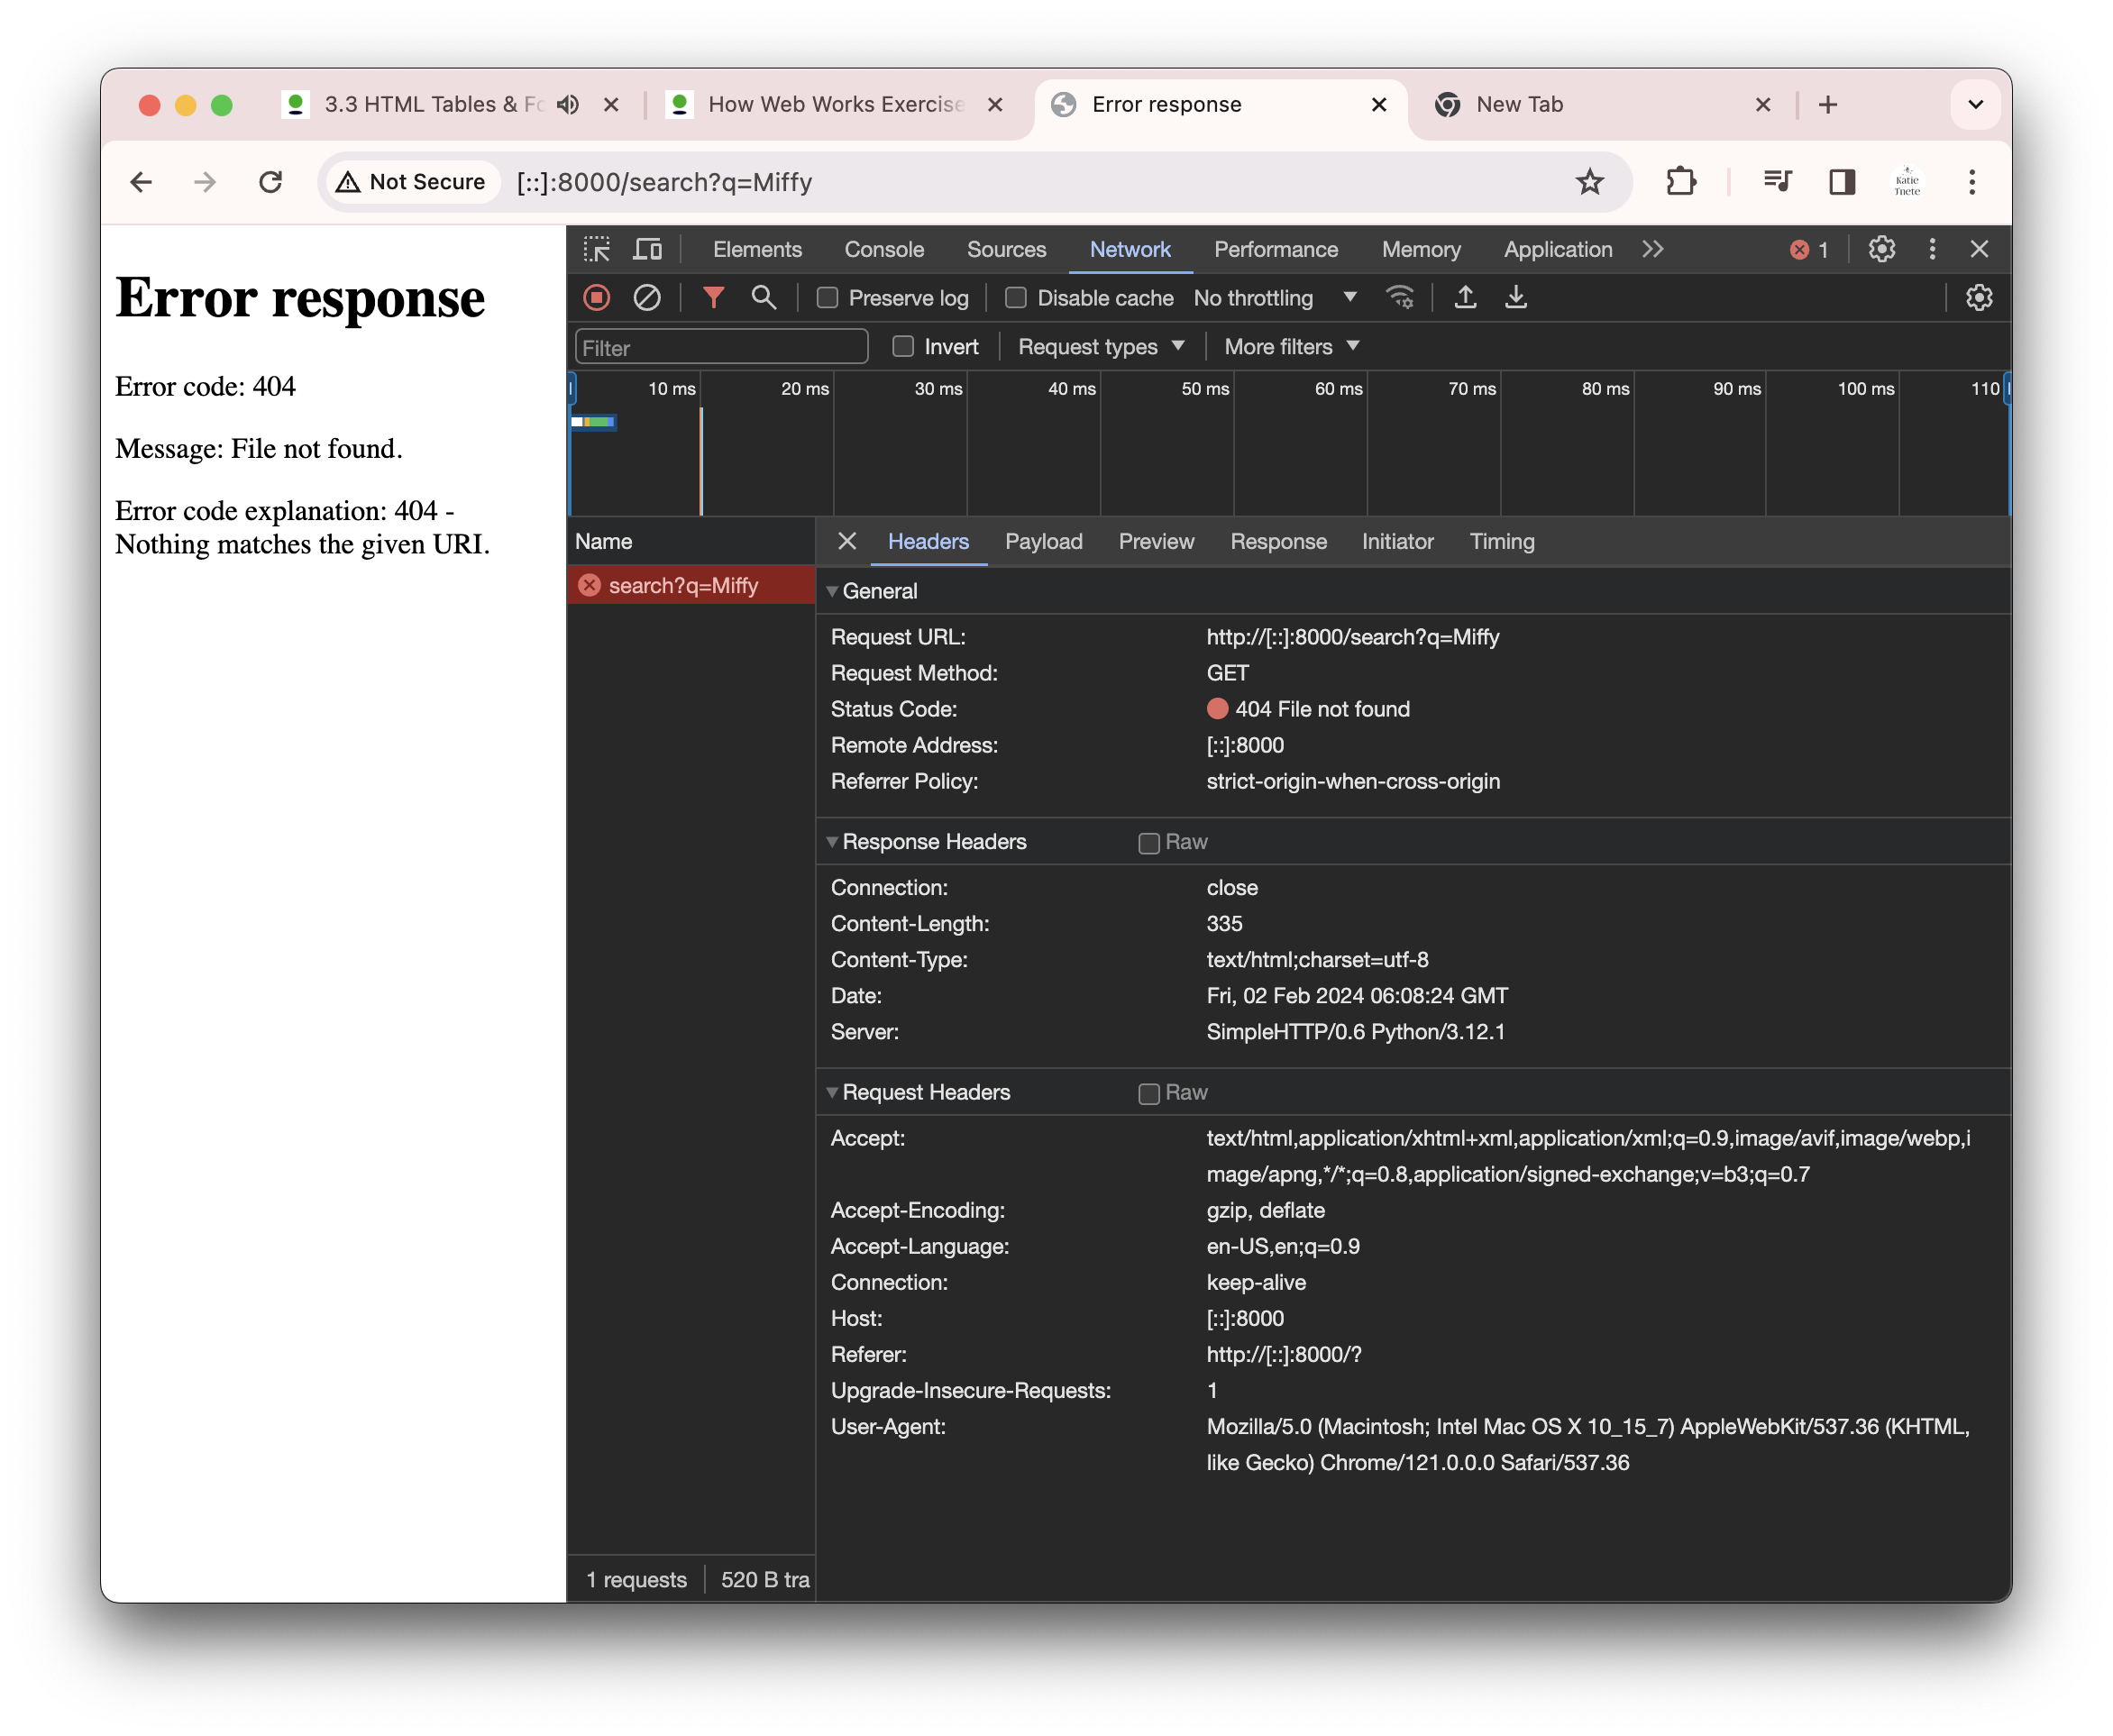 3.3 HTML Tables & Fo
How Web Works Exercise
Error response
New Tab
Not Secure
[::]:8000/search?q=Miffy
Katie
Error response
Error code: 404
Message: File not found.
Error code explanation: 404 -
Nothing matches the given URI.
Elements Console Sources Network Performance Memory Application 1
Preserve log Disable cache No throttling
Filter Invert Request types More filters
10 ms 20 ms 30 ms 40 ms 50 ms 60 ms 70 ms 80 ms 90 ms 100 ms 110
Name
search?q=Miffy
1 requests 520 B tra
Headers Payload Preview Response Initiator Timing
General
Request URL: http://[::]:8000/search?q=Miffy
Request Method: GET
Status Code: 404 File not found
Remote Address: [::]:8000
Referrer Policy: strict-origin-when-cross-origin
Response Headers Raw
Connection: close
Content-Length: 335
Content-Type: text/html;charset=utf-8
Date: Fri, 02 Feb 2024 06:08:24 GMT
Server: SimpleHTTP/0.6 Python/3.12.1
Request Headers Raw
Accept: text/html,application/xhtml+xml,application/xml;q=0.9,image/avif,image/webp,i
mage/apng,*/*;q=0.8,application/signed-exchange;v=b3;q=0.7
Accept-Encoding: gzip, deflate
Accept-Language: en-US,en;q=0.9
Connection: keep-alive
Host: [::]:8000
Referer: http://[::]:8000/?
Upgrade-Insecure-Requests: 1
User-Agent: Mozilla/5.0 (Macintosh; Intel Mac OS X 10_15_7) AppleWebKit/537.36 (KHTML,
like Gecko) Chrome/121.0.0.0 Safari/537.36